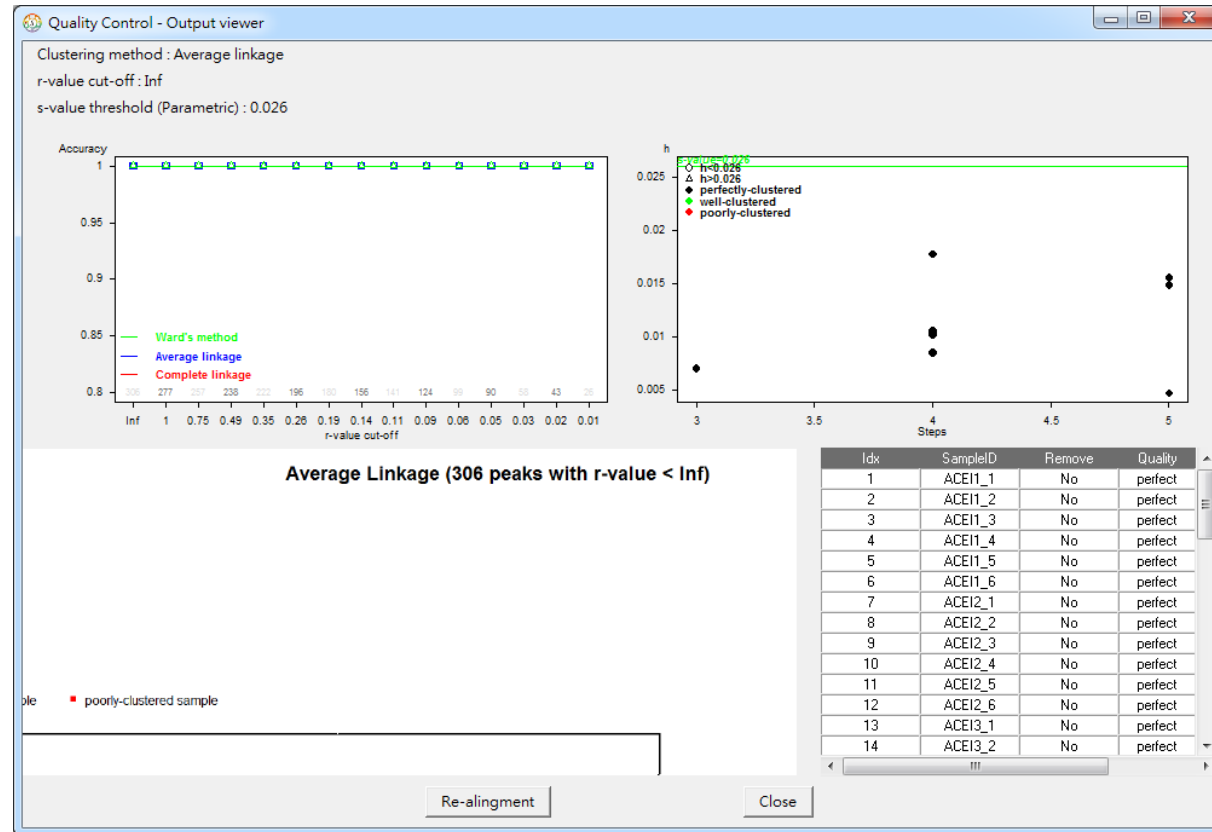 Quality Control - Output viewer
Clustering method : Average linkage
r-value cut-off : Inf
s-value threshold (Parametric) : 0.026
Accuracy
1
0.95
0.9
0.85
0.8
Ward's method
Average linkage
Complete linkage
306 277 257 238 222 196 180 156 141 124 99 90 58 43 26
Inf 1 0.75 0.49 0.35 0.26 0.19 0.14 0.11 0.09 0.06 0.05 0.03 0.02 0.01
r-value cut-off
h
s-value=0.026
h<0.026
h>0.026
perfectly-clustered
well-clustered
poorly-clustered
0.025
0.02
0.015
0.01
0.005
3 3.5 4 4.5 5
Steps
Average Linkage (306 peaks with r-value < Inf)
ple poorly-clustered sample
Idx SampleID Remove Quality
1 ACEI1_1 No perfect
2 ACEI1_2 No perfect
3 ACEI1_3 No perfect
4 ACEI1_4 No perfect
5 ACEI1_5 No perfect
6 ACEI1_6 No perfect
7 ACEI2_1 No perfect
8 ACEI2_2 No perfect
9 ACEI2_3 No perfect
10 ACEI2_4 No perfect
11 ACEI2_5 No perfect
12 ACEI2_6 No perfect
13 ACEI3_1 No perfect
14 ACEI3_2 No perfect
Re-alingment
Close